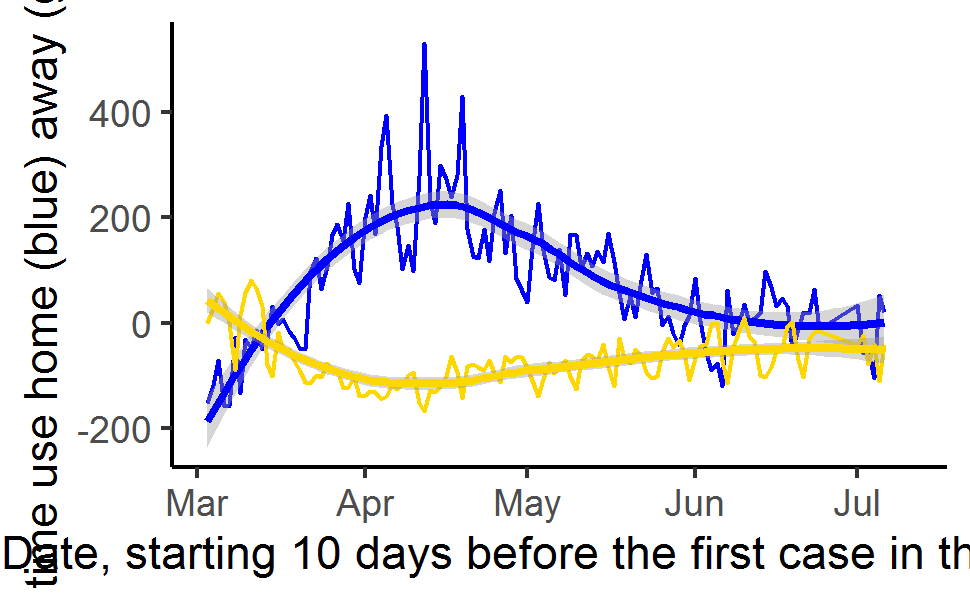 time use home (blue) away (
400
200
0
-200
Mar Apr May Jun Jul
Date, starting 10 days before the first case in th